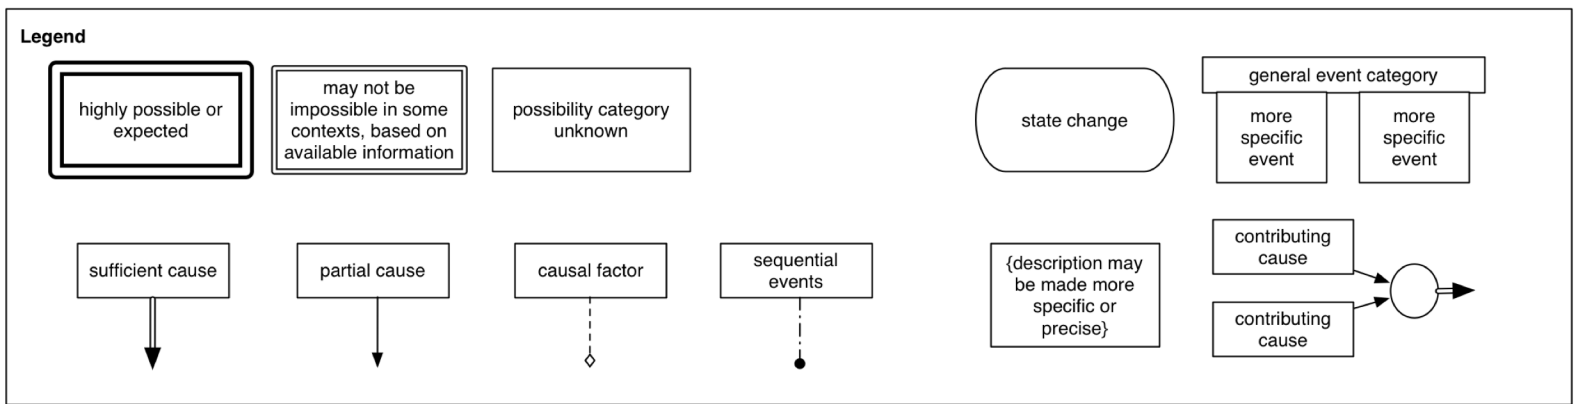 Legend
highly possible or
expected
may not be
impossible in some
contexts, based on
available information
possibility category
unknown
state change
general event category
more
specific
event
more
specific
event
sufficient cause
partial cause
causal factor
sequential
events
{description may
be made more
specific or
precise}
contributing
cause
contributing
cause